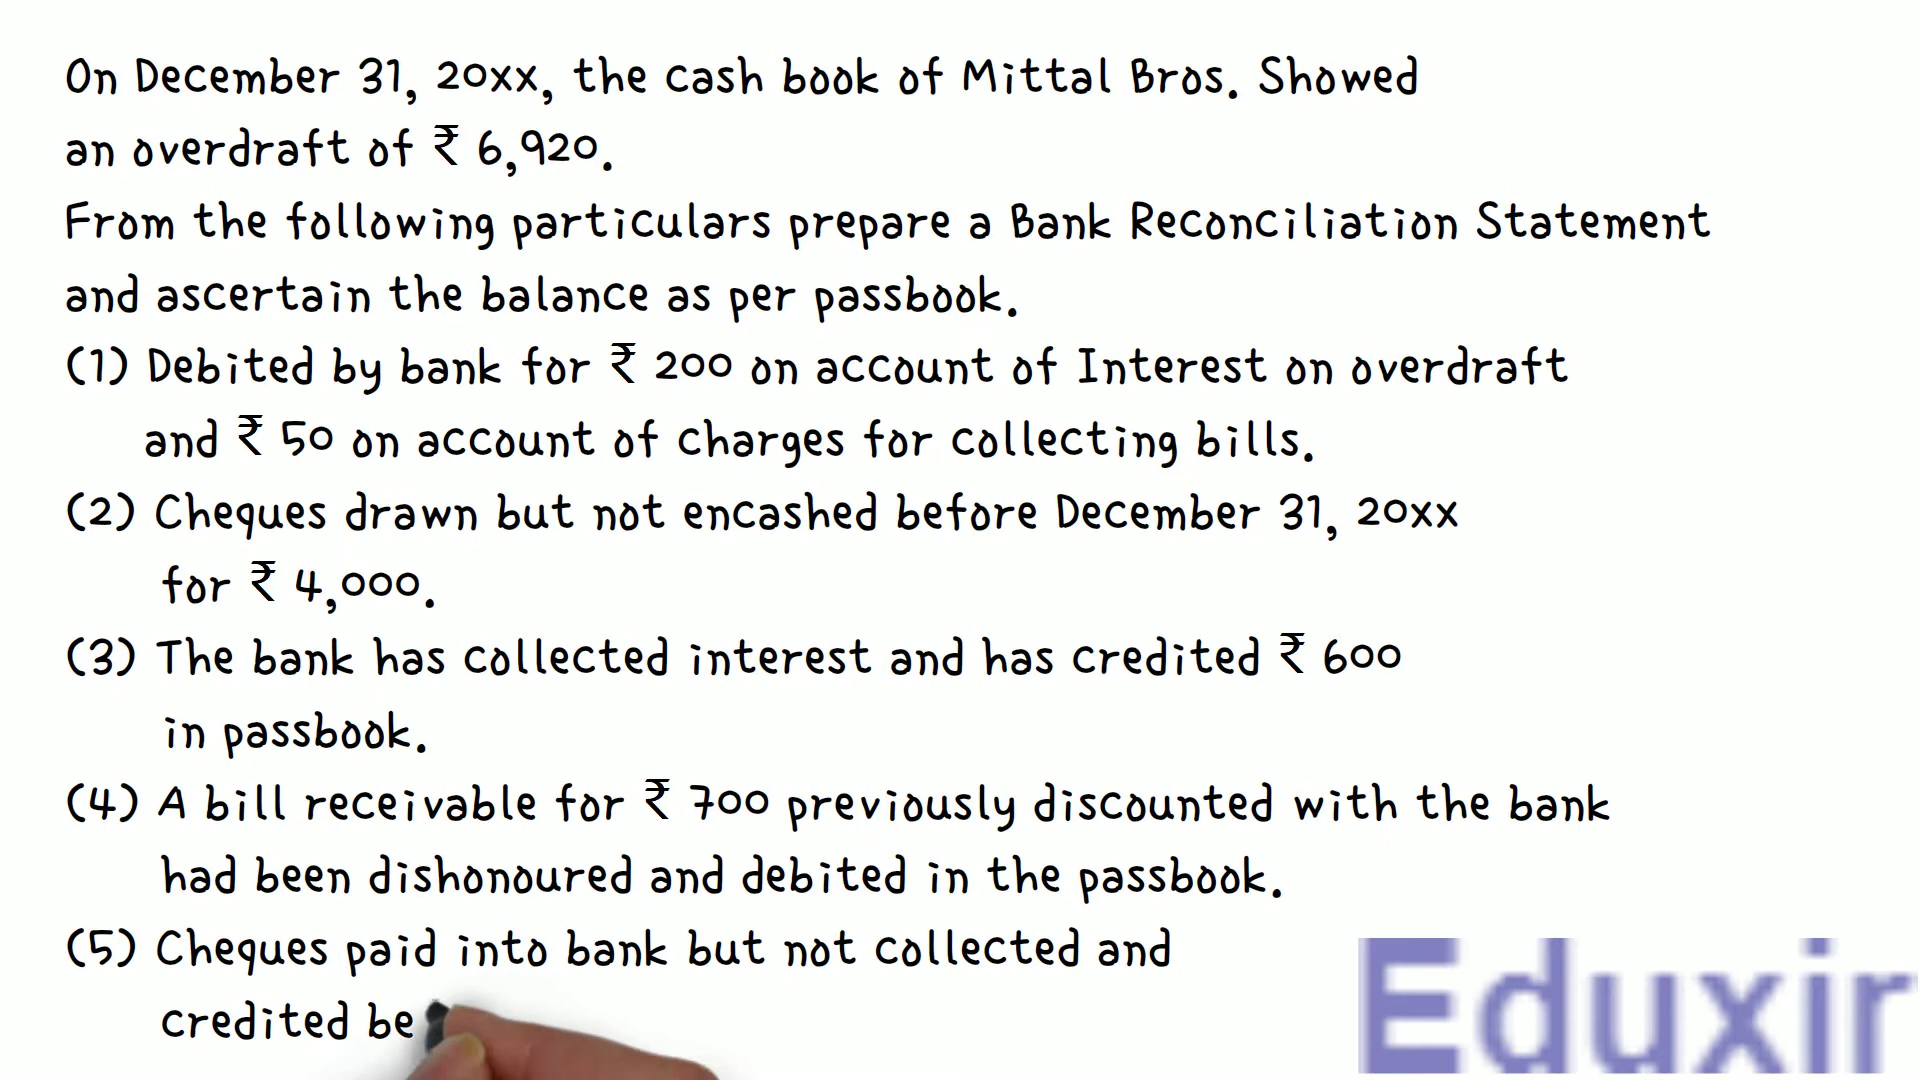 On December 31, 20xx, the cash book of Mittal Bros. Showed
an overdraft of ₹ 6,920.
From the following particulars prepare a Bank Reconciliation Statement
and ascertain the balance as per passbook.
(1) Debited by bank for ₹ 200 on account of Interest on overdraft
and ₹ 50 on account of charges for collecting bills.
(2) Cheques drawn but not encashed before December 31, 20xx
for ₹ 4,000.
(3) The bank has collected interest and has credited ₹ 600
in passbook.
(4) A bill receivable for ₹ 700 previously discounted with the bank
had been dishonoured and debited in the passbook.
(5) Cheques paid into bank but not collected and
credited be
Eduxir